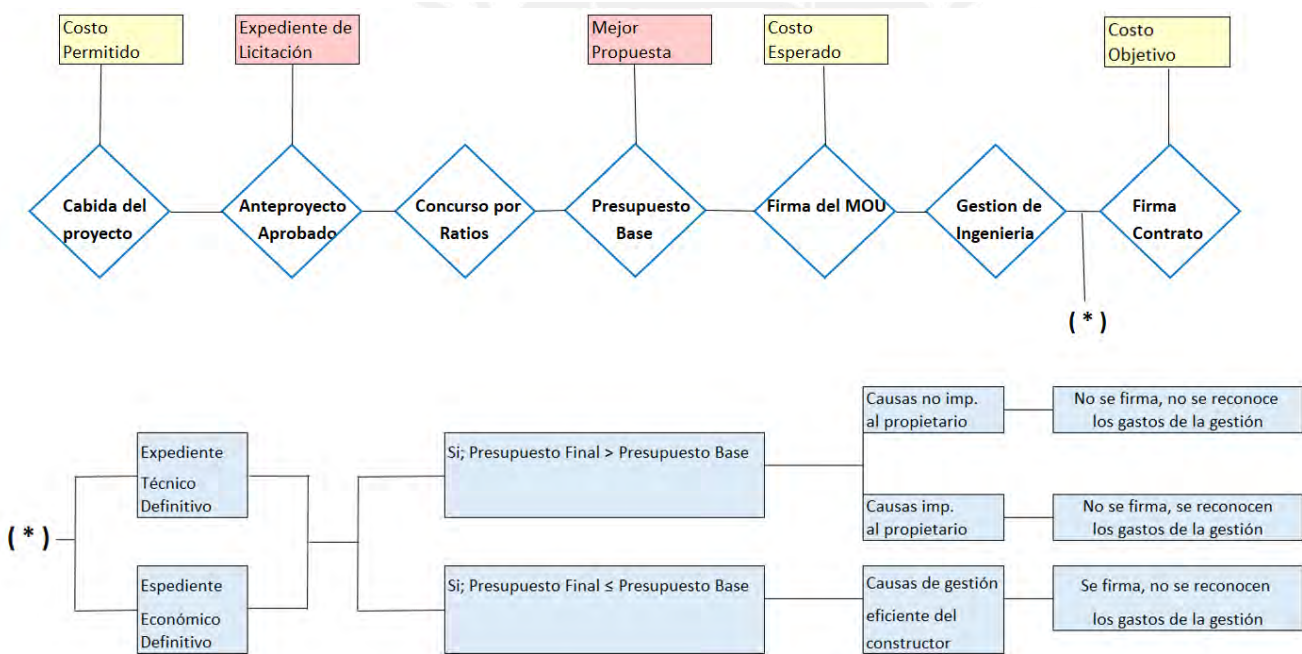 Costo
Permitido
Expediente de
Licitación
Mejor
Propuesta
Costo
Esperado
Costo
Objetivo
Cabida del
proyecto
Anteproyecto
Aprobado
Concurso por
Ratios
Presupuesto
Base
Firma del MOU
Gestion de
Ingenieria
Firma
Contrato
( * )
( * )
Expediente
Técnico
Definitivo
Espediente
Económico
Definitivo
Si; Presupuesto Final > Presupuesto Base
Si; Presupuesto Final ≤ Presupuesto Base
Causas no imp.
al propietario
No se firma, no se reconoce
los gastos de la gestión
Causas imp.
al propietario
No se firma, se reconocen
los gastos de la gestión
Causas de gestión
eficiente del
constructor
Se firma, no se reconocen
los gastos de la gestión